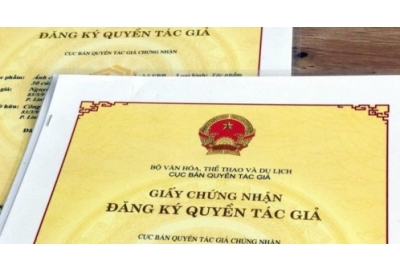 ĐĂNG KÝ QUYỀN TÁC GIẢ
CỤC BẢN QUYỀN TÁC GIẢ CHỨNG NHẬN
BỘ VĂN HÓA, THỂ THAO VÀ DU LỊCH
CỤC BẢN QUYỀN TÁC GIẢ
GIẤY CHỨNG NHẬN
ĐĂNG KÝ QUYỀN TÁC GIẢ
CỤC BẢN QUYỀN TÁC GIẢ CHỨNG NHẬN